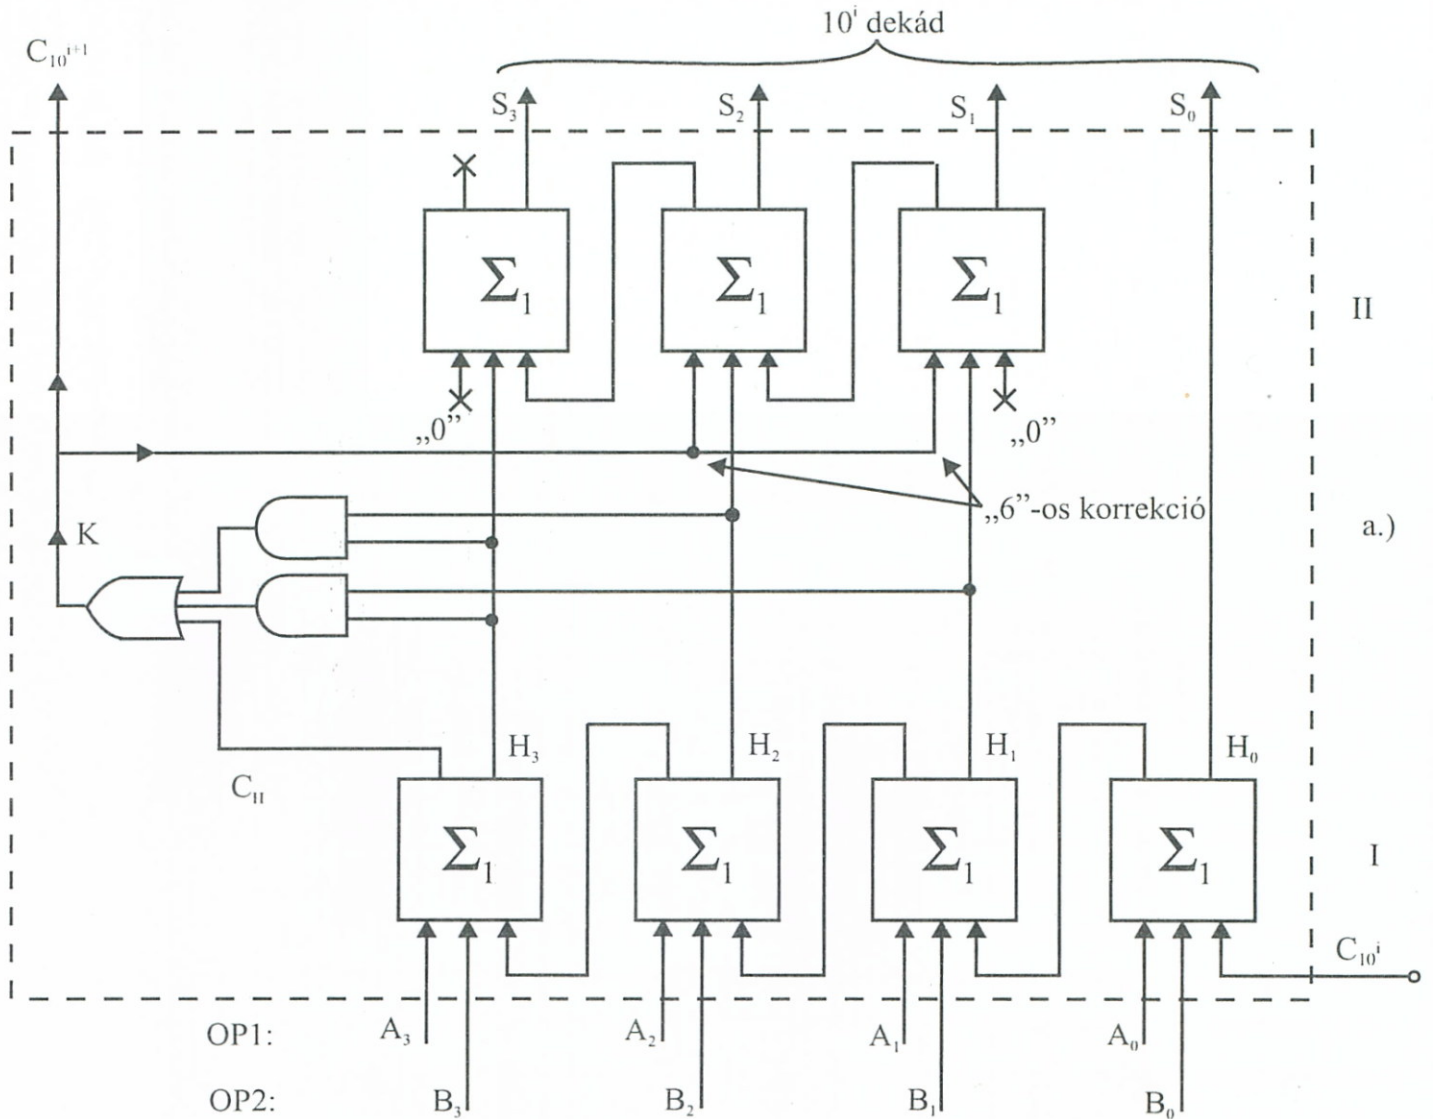 10ⁱ dekád
C₁₀ⁱ⁺¹
S₃ S₂ S₁ S₀
Σ₁ Σ₁ Σ₁
II
„0” „0”
„6”-os korrekció
K
a.)
H₃ H₂ H₁ H₀
C_H
Σ₁ Σ₁ Σ₁ Σ₁
I
C₁₀ⁱ
OP1: A₃ A₂ A₁ A₀
OP2: B₃ B₂ B₁ B₀